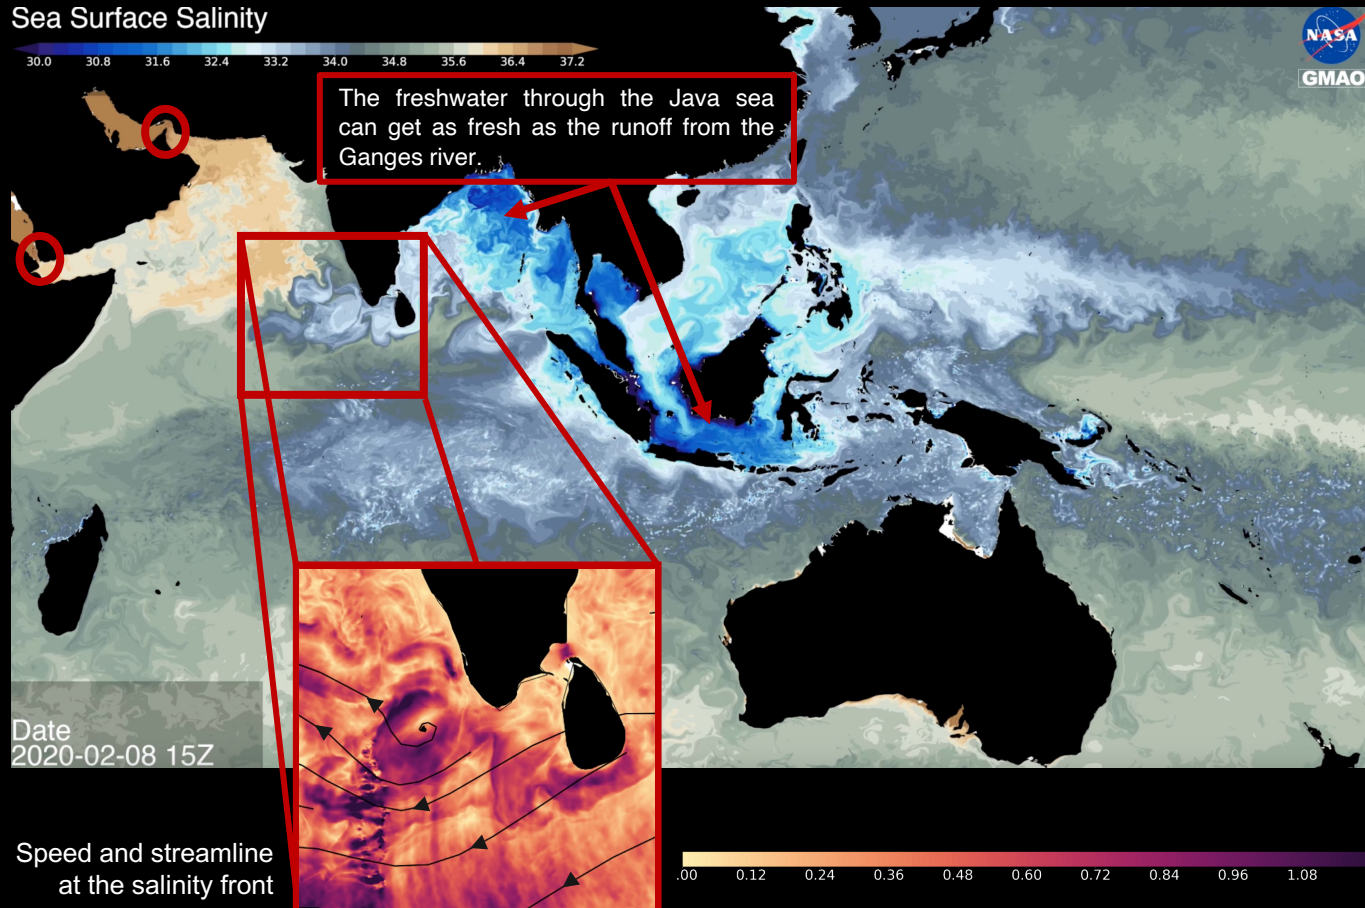 Sea Surface Salinity
30.0 30.8 31.6 32.4 33.2 34.0 34.8 35.6 36.4 37.2
NASA
GMAO
The freshwater through the Java sea
can get as fresh as the runoff from the
Ganges river.
Date
2020-02-08 15Z
Speed and streamline
at the salinity front
.00 0.12 0.24 0.36 0.48 0.60 0.72 0.84 0.96 1.08